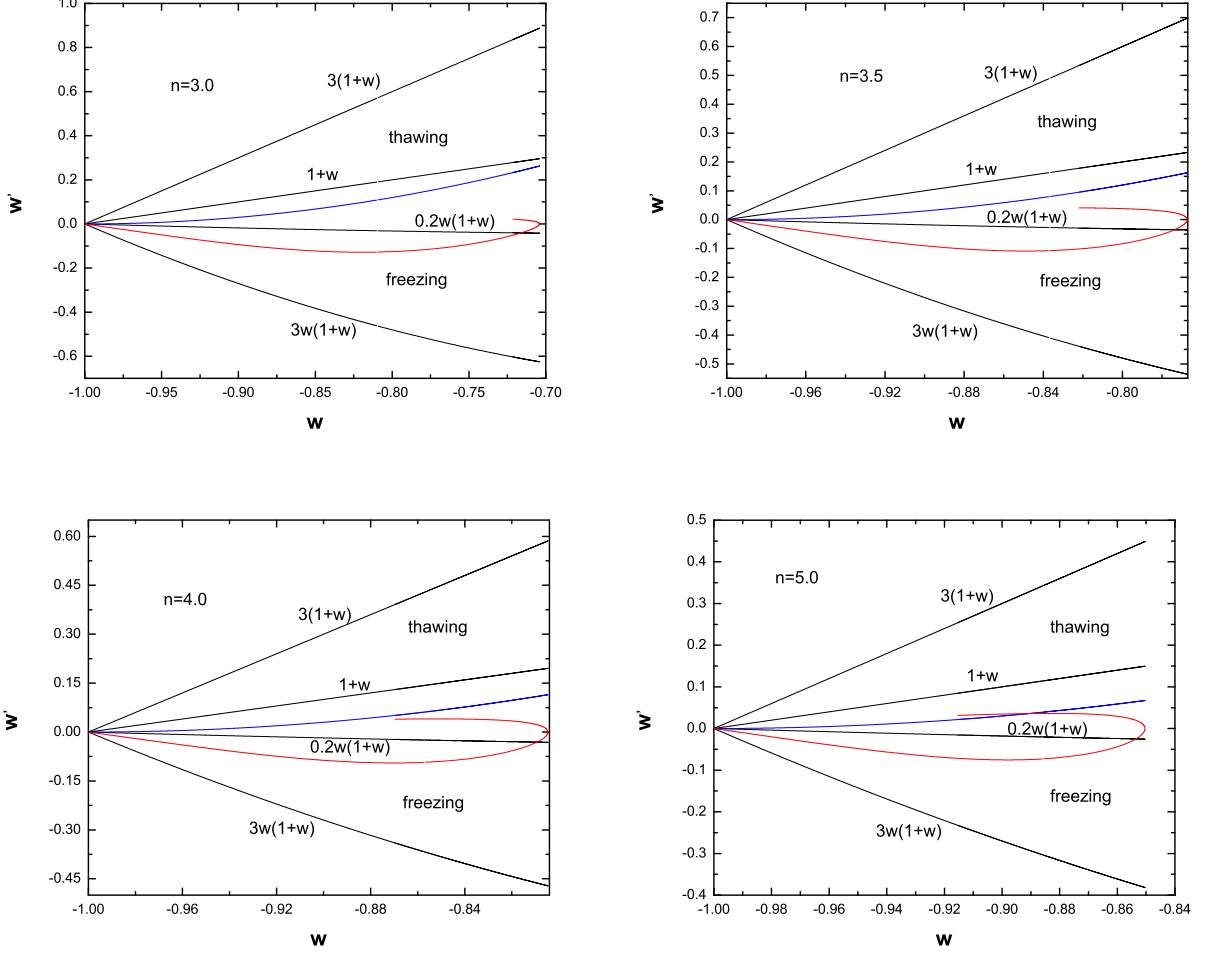 1.0
0.8
0.6
0.4
0.2
0.0
-0.2
-0.4
-0.6
w'
n=3.0
3(1+w)
thawing
1+w
0.2w(1+w)
freezing
3w(1+w)
-1.00 -0.95 -0.90 -0.85 -0.80 -0.75 -0.70
w
0.7
0.6
0.5
0.4
0.3
0.2
0.1
0.0
-0.1
-0.2
-0.3
-0.4
-0.5
w'
n=3.5
3(1+w)
thawing
1+w
0.2w(1+w)
freezing
3w(1+w)
-1.00 -0.96 -0.92 -0.88 -0.84 -0.80
w
0.60
0.45
0.30
0.15
0.00
-0.15
-0.30
-0.45
w'
n=4.0
3(1+w)
thawing
1+w
0.2w(1+w)
freezing
3w(1+w)
-1.00 -0.96 -0.92 -0.88 -0.84
w
0.5
0.4
0.3
0.2
0.1
0.0
-0.1
-0.2
-0.3
-0.4
w'
n=5.0
3(1+w)
thawing
1+w
0.2w(1+w)
freezing
3w(1+w)
-1.00 -0.98 -0.96 -0.94 -0.92 -0.90 -0.88 -0.86 -0.84
w